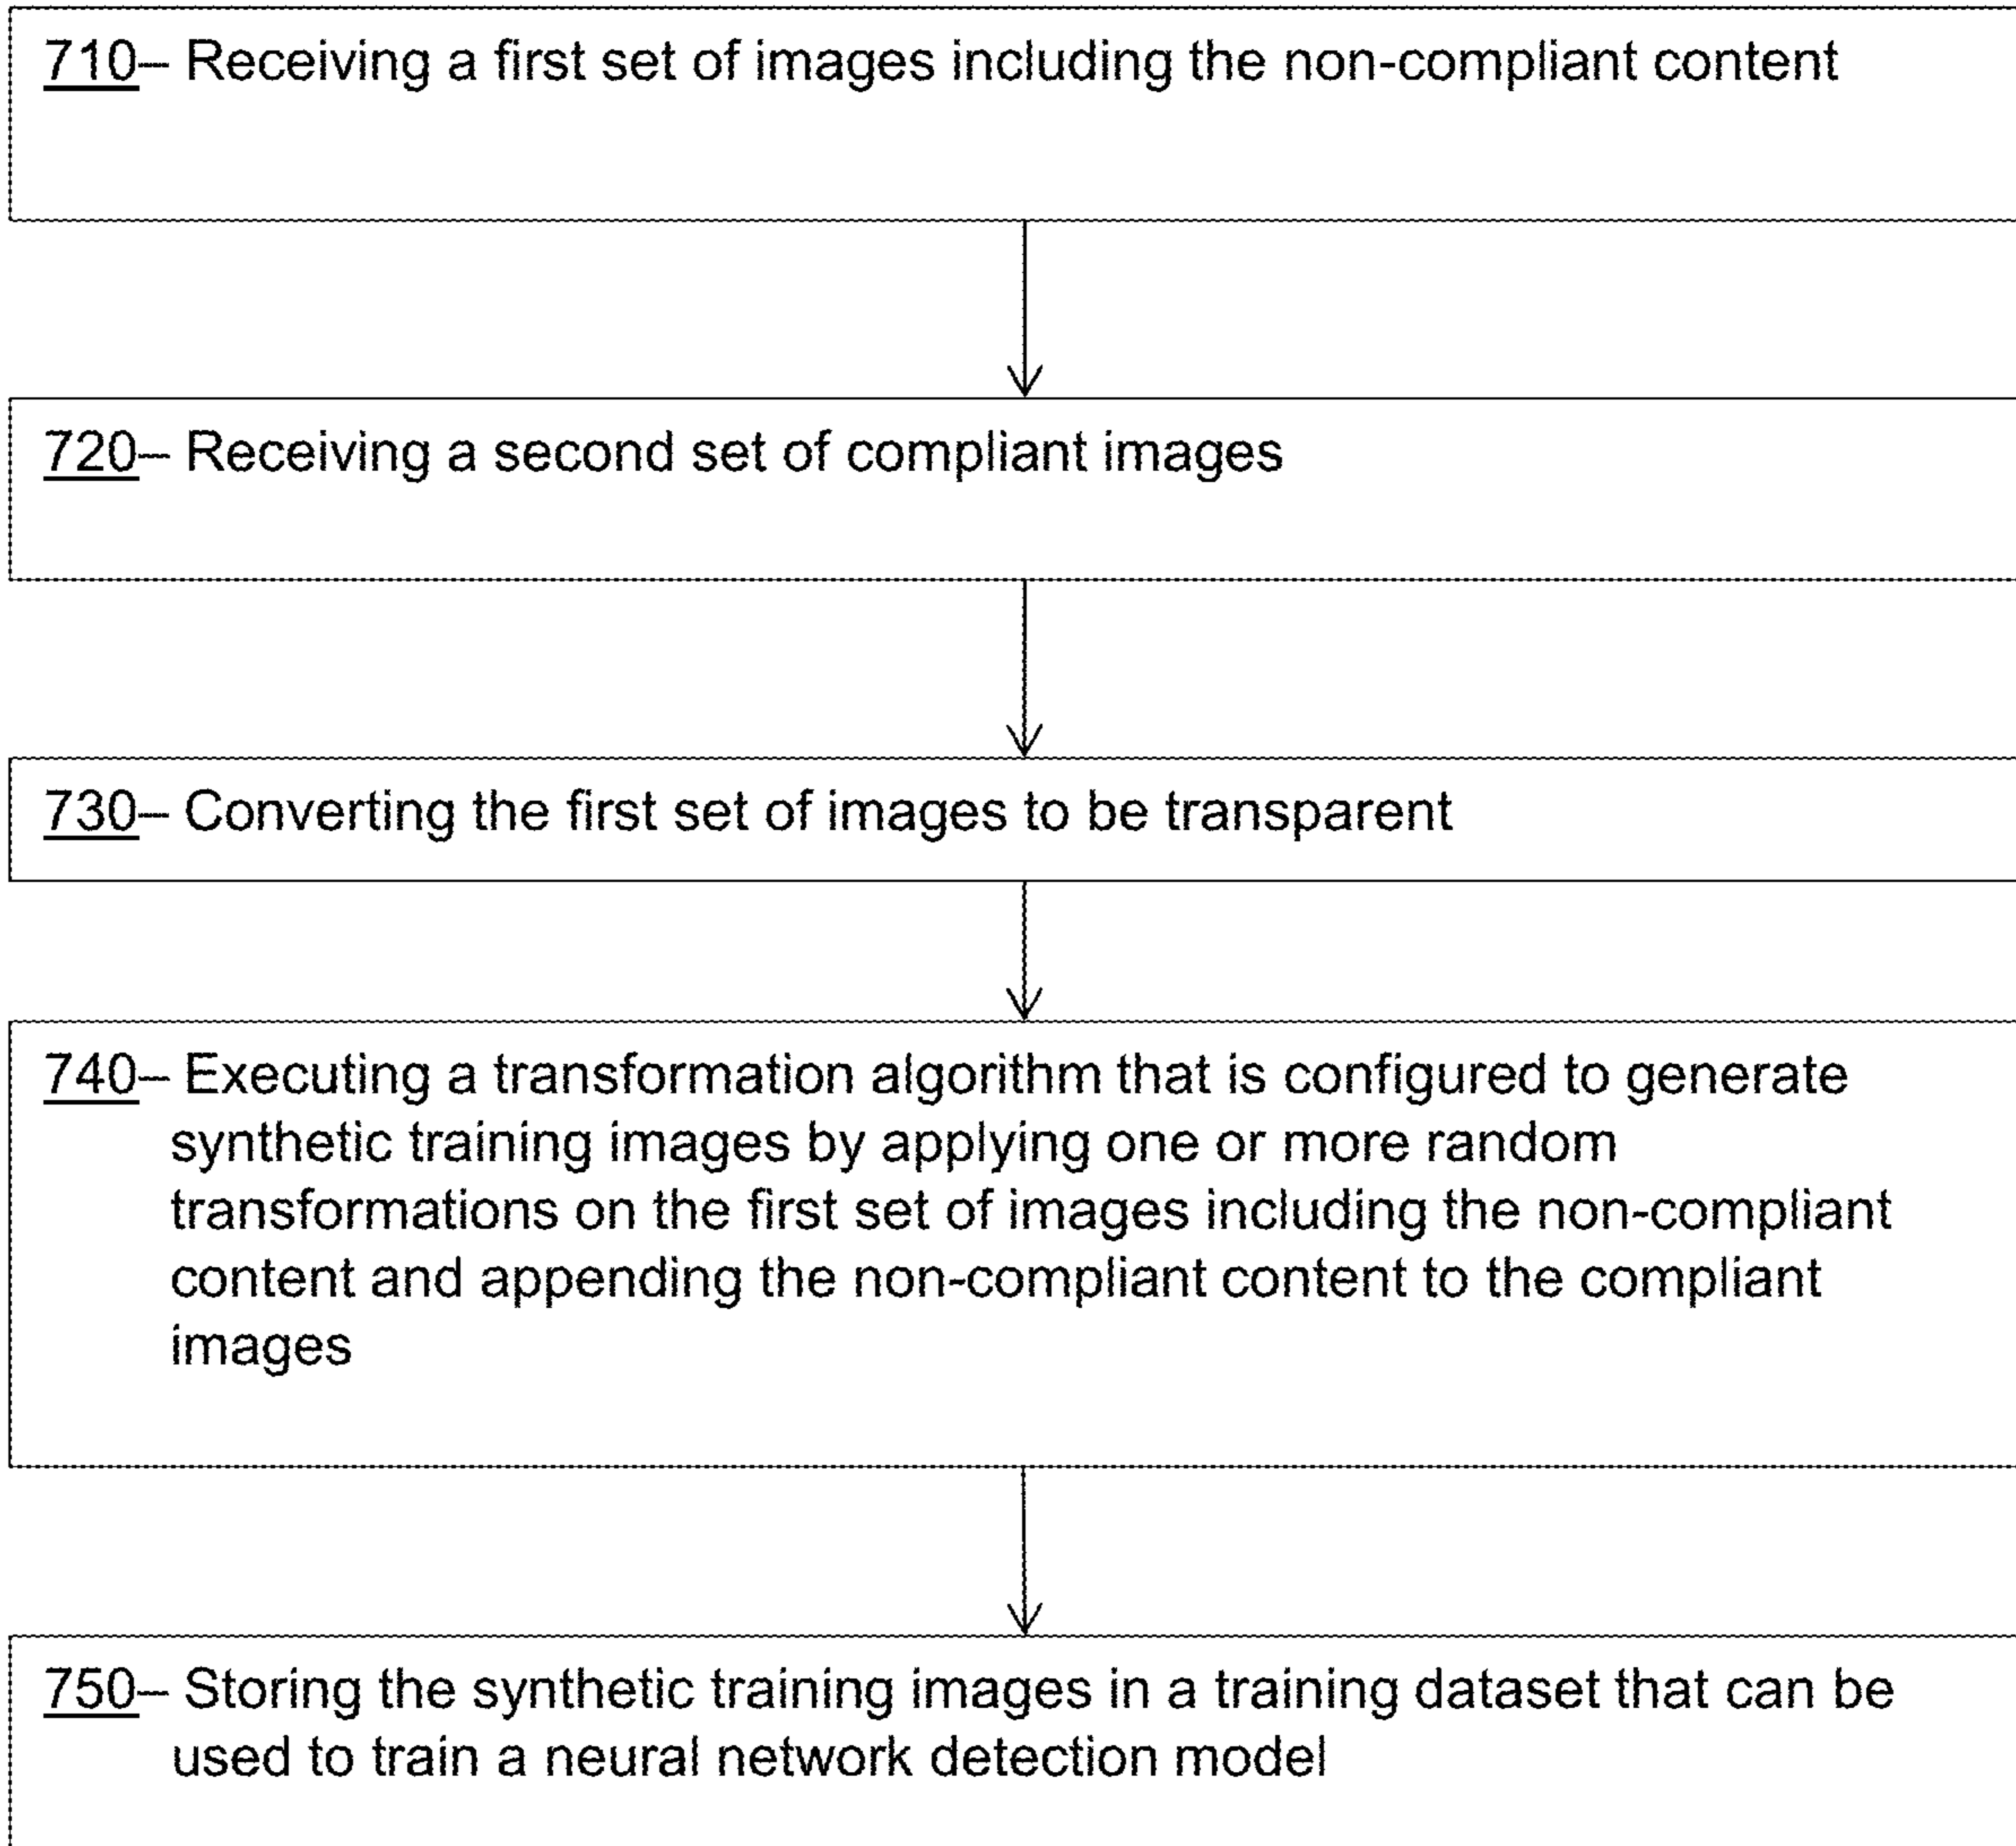 710– Receiving a first set of images including the non-compliant content
720– Receiving a second set of compliant images
730– Converting the first set of images to be transparent
740– Executing a transformation algorithm that is configured to generate
synthetic training images by applying one or more random
transformations on the first set of images including the non-compliant
content and appending the non-compliant content to the compliant
images
750– Storing the synthetic training images in a training dataset that can be
used to train a neural network detection model